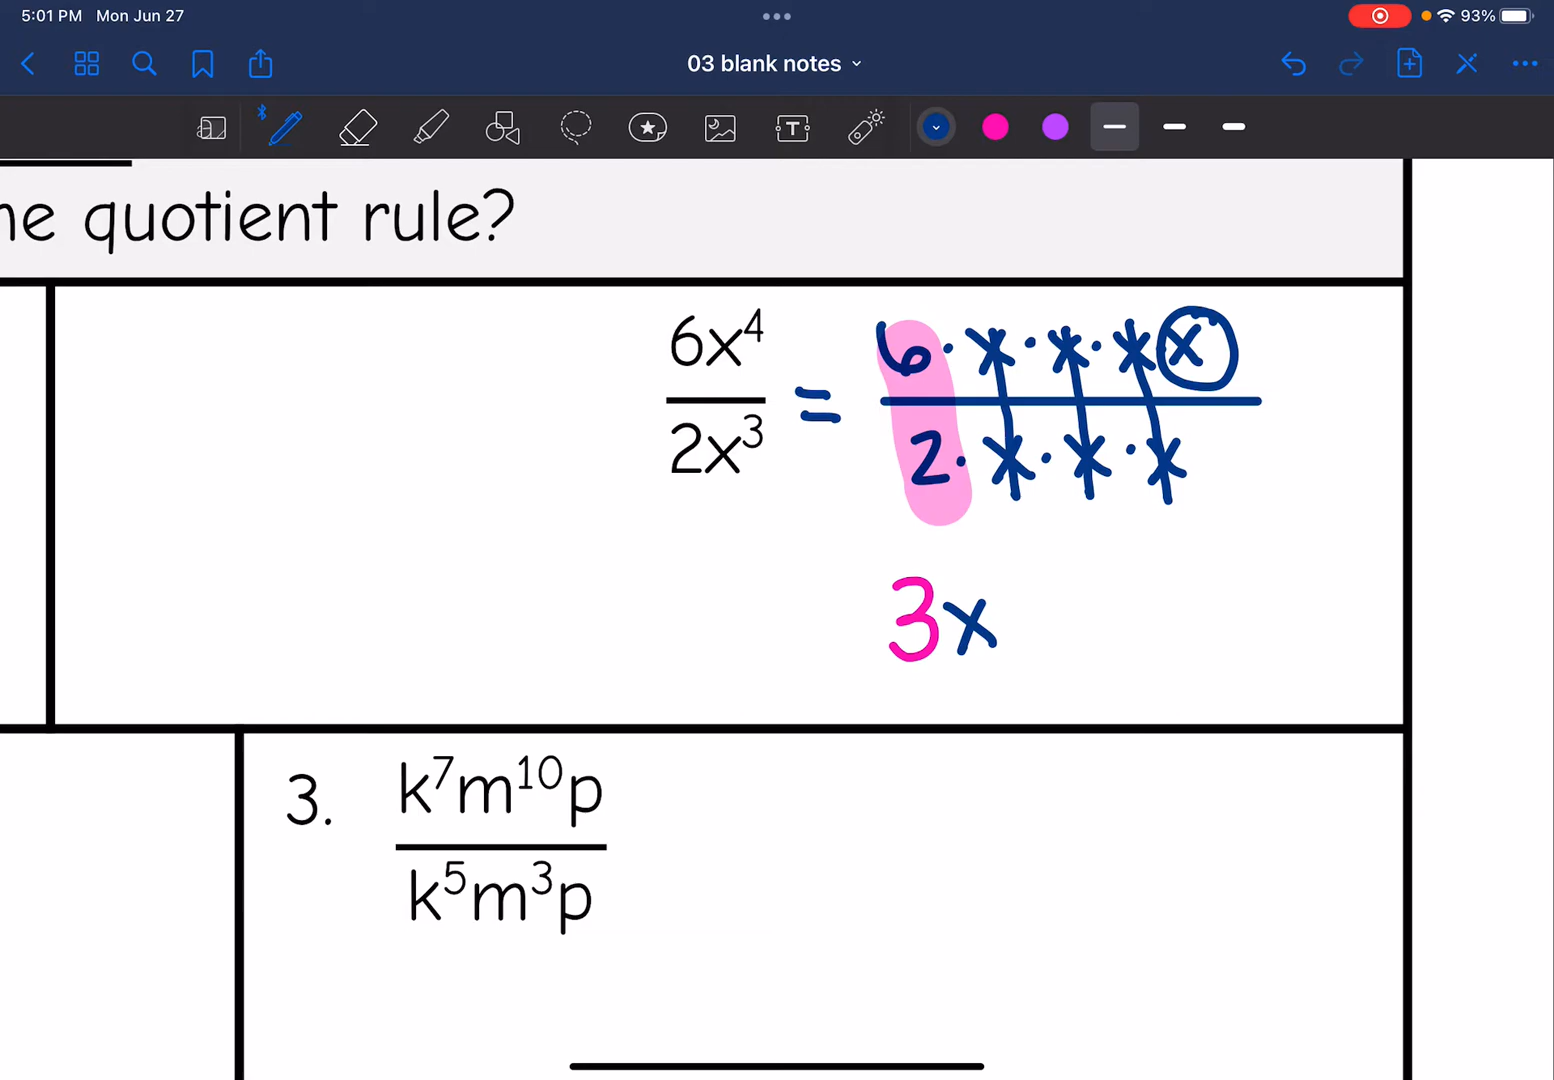 5:01 PM Mon Jun 27
93%
03 blank notes
T
he quotient rule?
6x⁴
2x³
=
6 · x · x · x x
2 · x · x · x
3x
3.
k⁷m¹⁰p
k⁵m³p